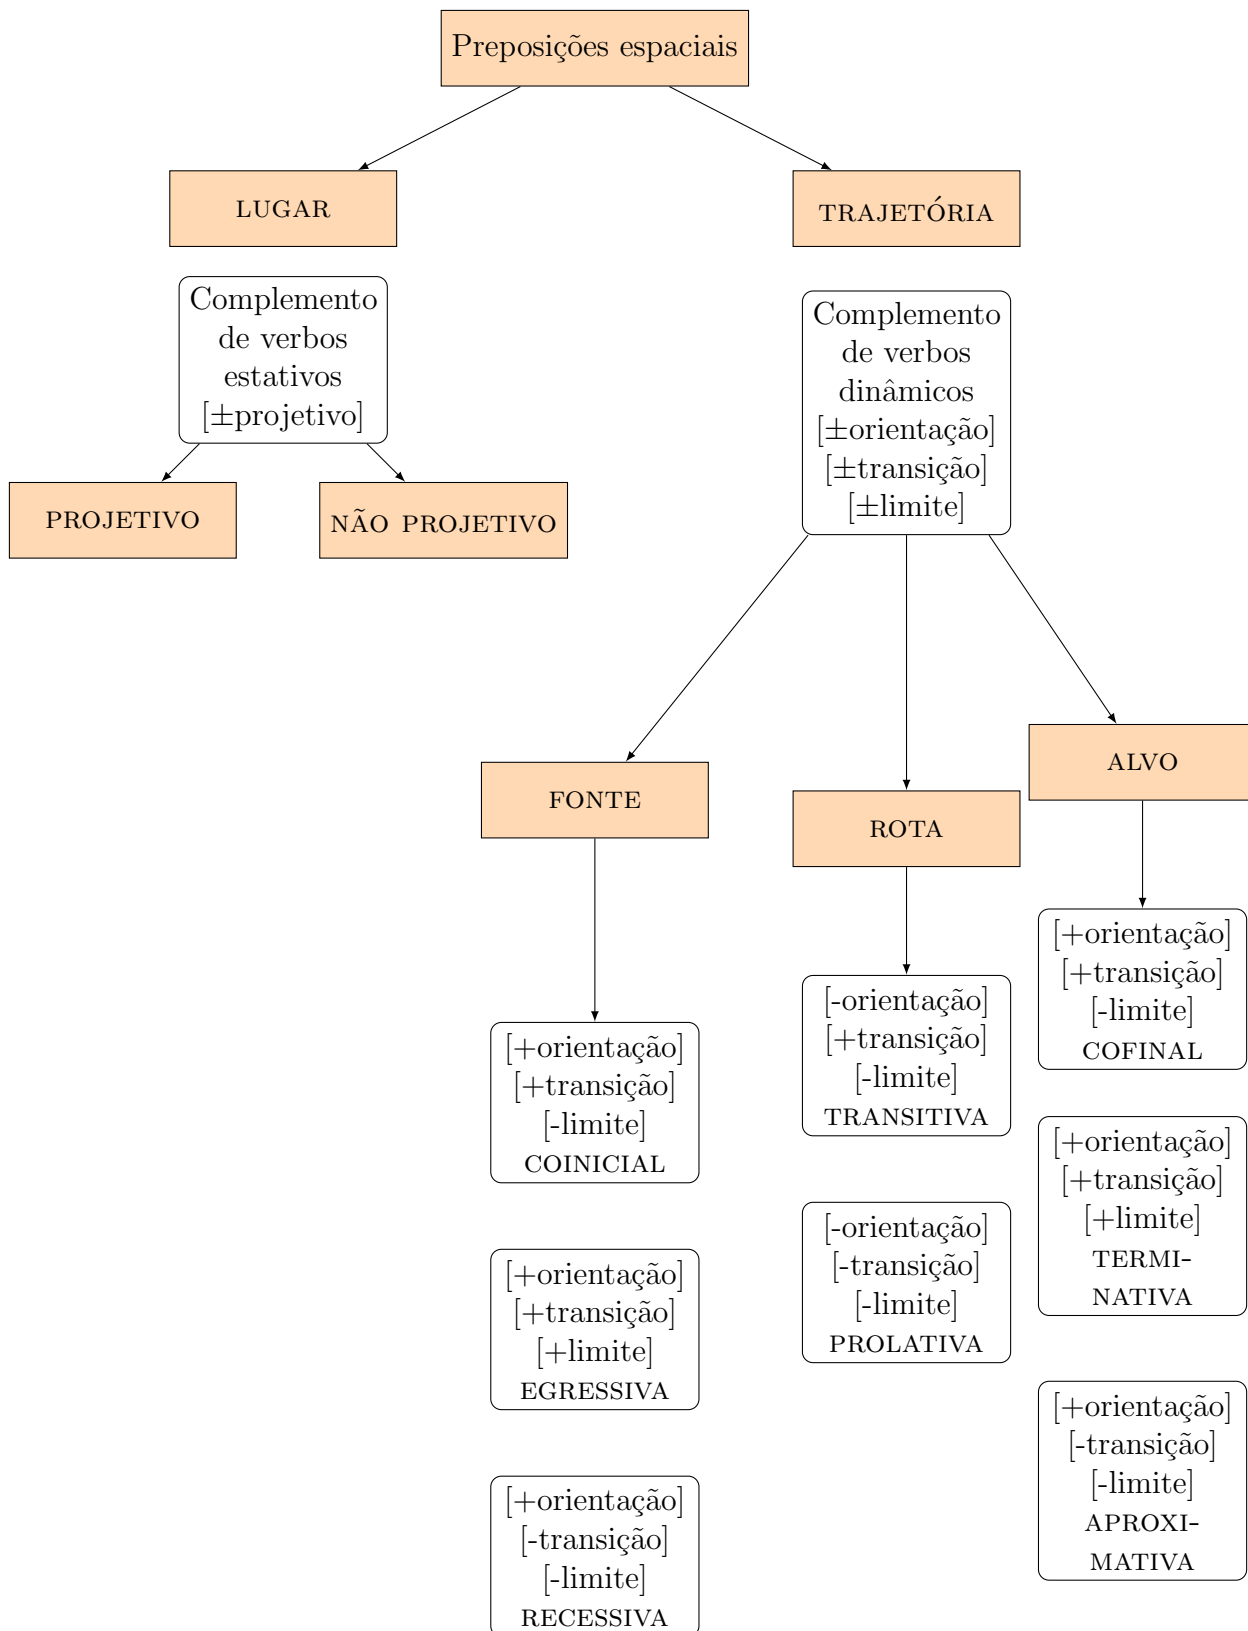 Preposições espaciais
LUGAR
TRAJETÓRIA
Complemento
de verbos
estativos
[±projetivo]
Complemento
de verbos
dinâmicos
[±orientação]
[±transição]
[±limite]
PROJETIVO
NÃO PROJETIVO
FONTE
ROTA
ALVO
[+orientação]
[+transição]
[-limite]
COINICIAL
[+orientação]
[+transição]
[+limite]
EGRESSIVA
[+orientação]
[-transição]
[-limite]
RECESSIVA
[-orientação]
[+transição]
[-limite]
TRANSITIVA
[-orientação]
[-transição]
[-limite]
PROLATIVA
[+orientação]
[+transição]
[-limite]
COFINAL
[+orientação]
[+transição]
[+limite]
TERMI-
NATIVA
[+orientação]
[-transição]
[-limite]
APROXI-
MATIVA